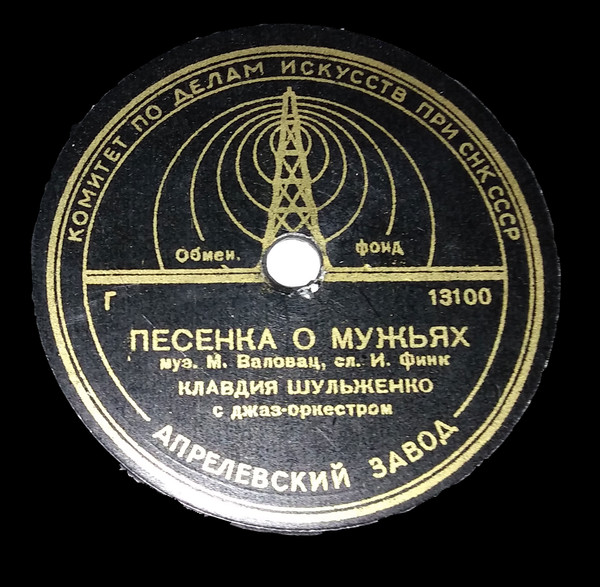 КОМИТЕТ ПО ДЕЛАМ ИСКУССТВ ПРИ СНК СССР
Обмен. фонд
Г 13100
ПЕСЕНКА О МУЖЬЯХ
муз. М. Валовац, сл. И. Финк
КЛАВДИЯ ШУЛЬЖЕНКО
с джаз-оркестром
АПРЕЛЕВСКИЙ ЗАВОД